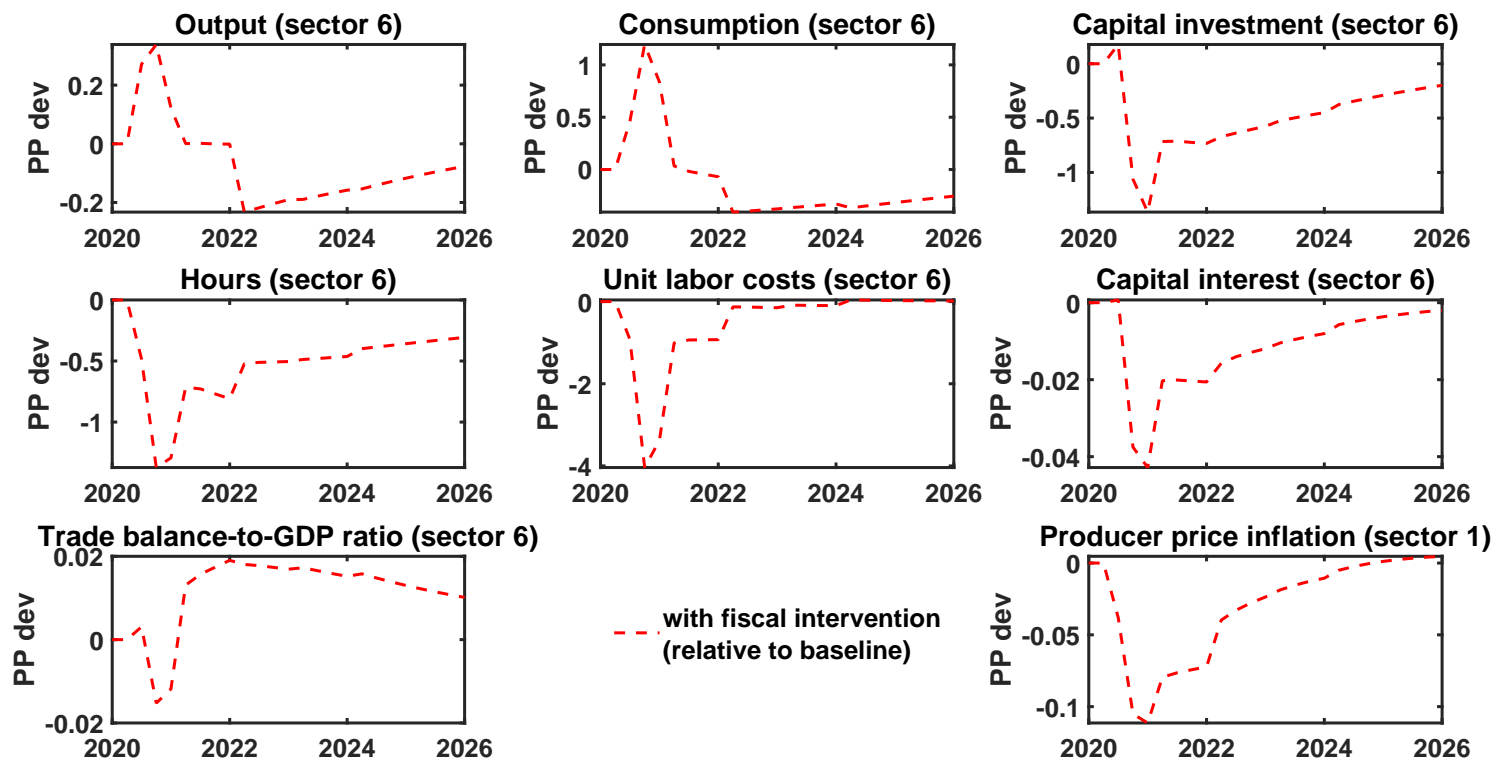 Output (sector 6)
PP dev
0.2
0
-0.2
2020 2022 2024 2026
Consumption (sector 6)
PP dev
1
0.5
0
2020 2022 2024 2026
Capital investment (sector 6)
PP dev
0
-0.5
-1
2020 2022 2024 2026
Hours (sector 6)
PP dev
0
-0.5
-1
2020 2022 2024 2026
Unit labor costs (sector 6)
PP dev
0
-2
-4
2020 2022 2024 2026
Capital interest (sector 6)
PP dev
0
-0.02
-0.04
2020 2022 2024 2026
Trade balance-to-GDP ratio (sector 6)
PP dev
0.02
0
-0.02
2020 2022 2024 2026
with fiscal intervention
(relative to baseline)
Producer price inflation (sector 1)
PP dev
0
-0.05
-0.1
2020 2022 2024 2026